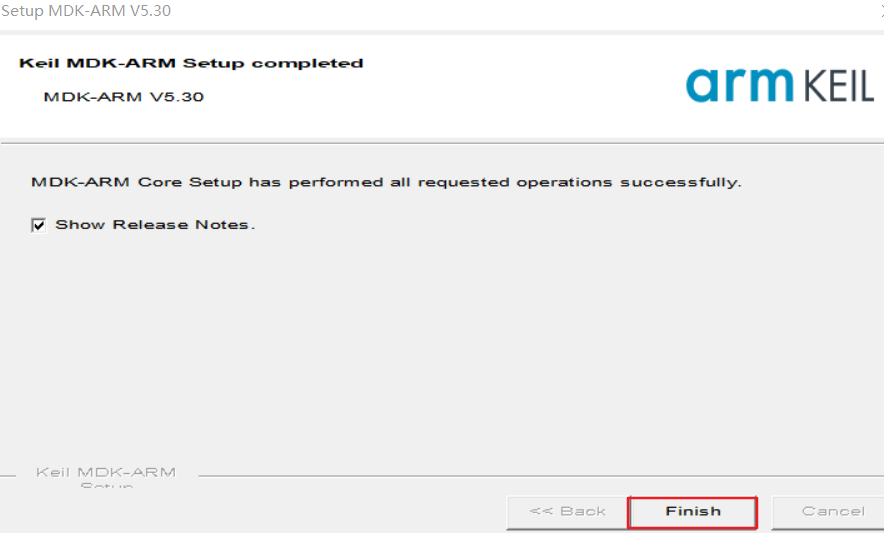 Setup MDK-ARM V5.30
Keil MDK-ARM Setup completed
MDK-ARM V5.30
arm KEIL
MDK-ARM Core Setup has performed all requested operations successfully.
Show Release Notes.
Keil MDK-ARM
Setup
<< Back
Finish
Cancel